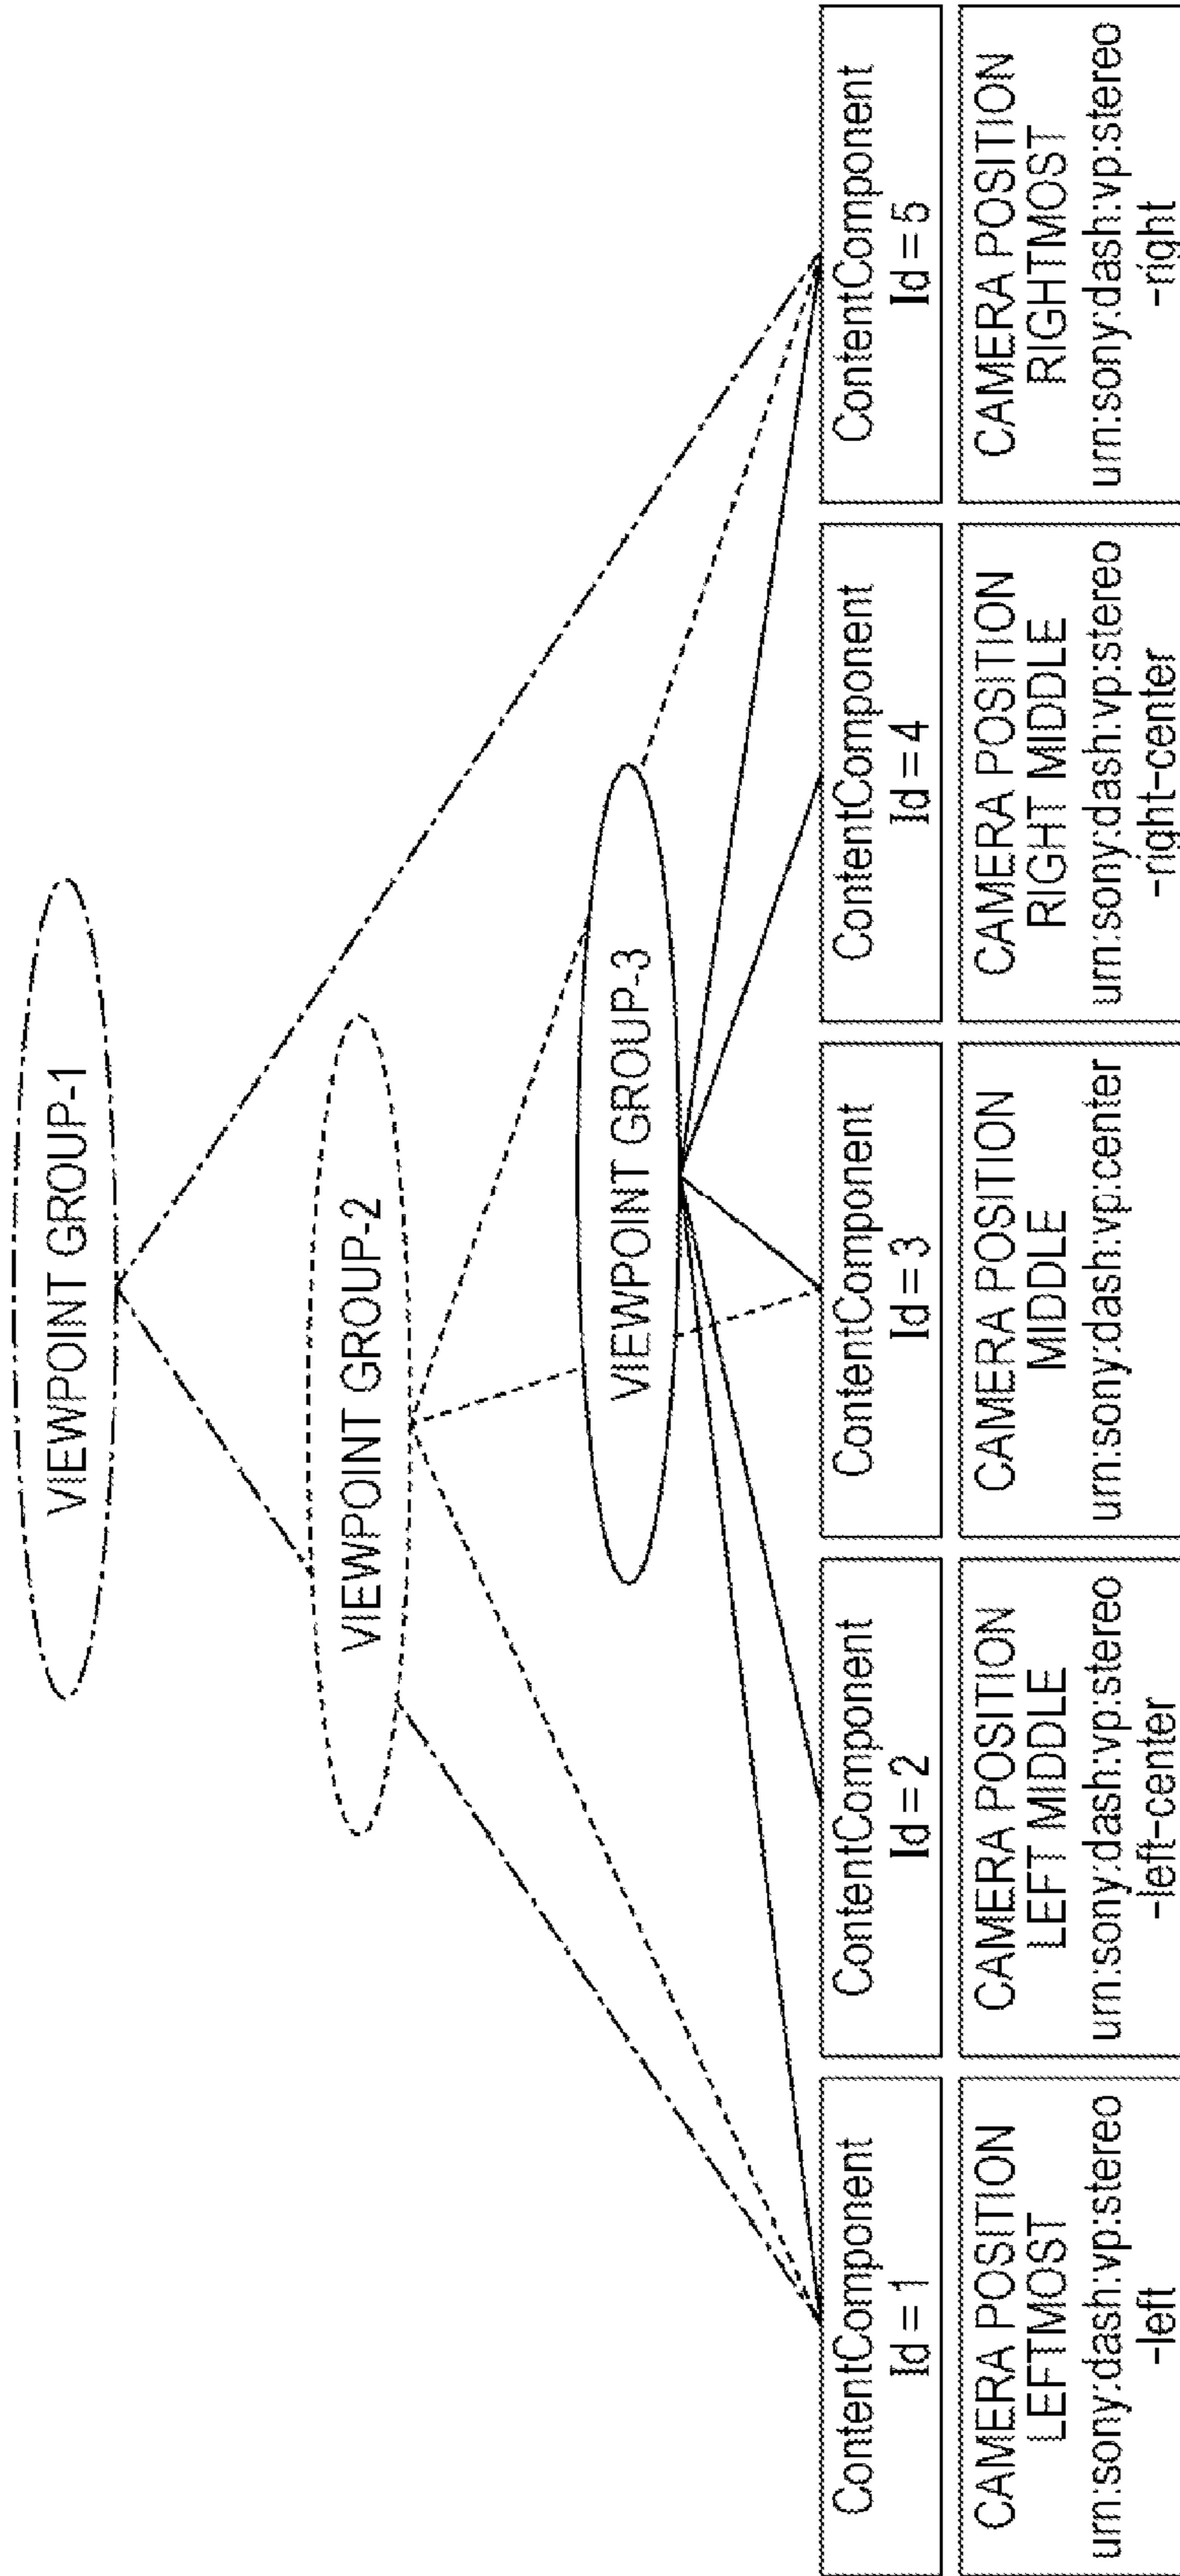 VIEWPOINT GROUP-1
VIEWPOINT GROUP-2
VIEWPOINT GROUP-3
ContentComponent
Id = 1
ContentComponent
Id = 2
ContentComponent
Id = 3
ContentComponent
Id = 4
ContentComponent
Id = 5
CAMERA POSITION
LEFTMOST
urn:sony:dash:vp:stereo
-left
CAMERA POSITION
LEFT MIDDLE
urn:sony:dash:vp:stereo
-left-center
CAMERA POSITION
MIDDLE
urn:sony:dash:vp:center
CAMERA POSITION
RIGHT MIDDLE
urn:sony:dash:vp:stereo
-right-center
CAMERA POSITION
RIGHTMOST
urn:sony:dash:vp:stereo
-right